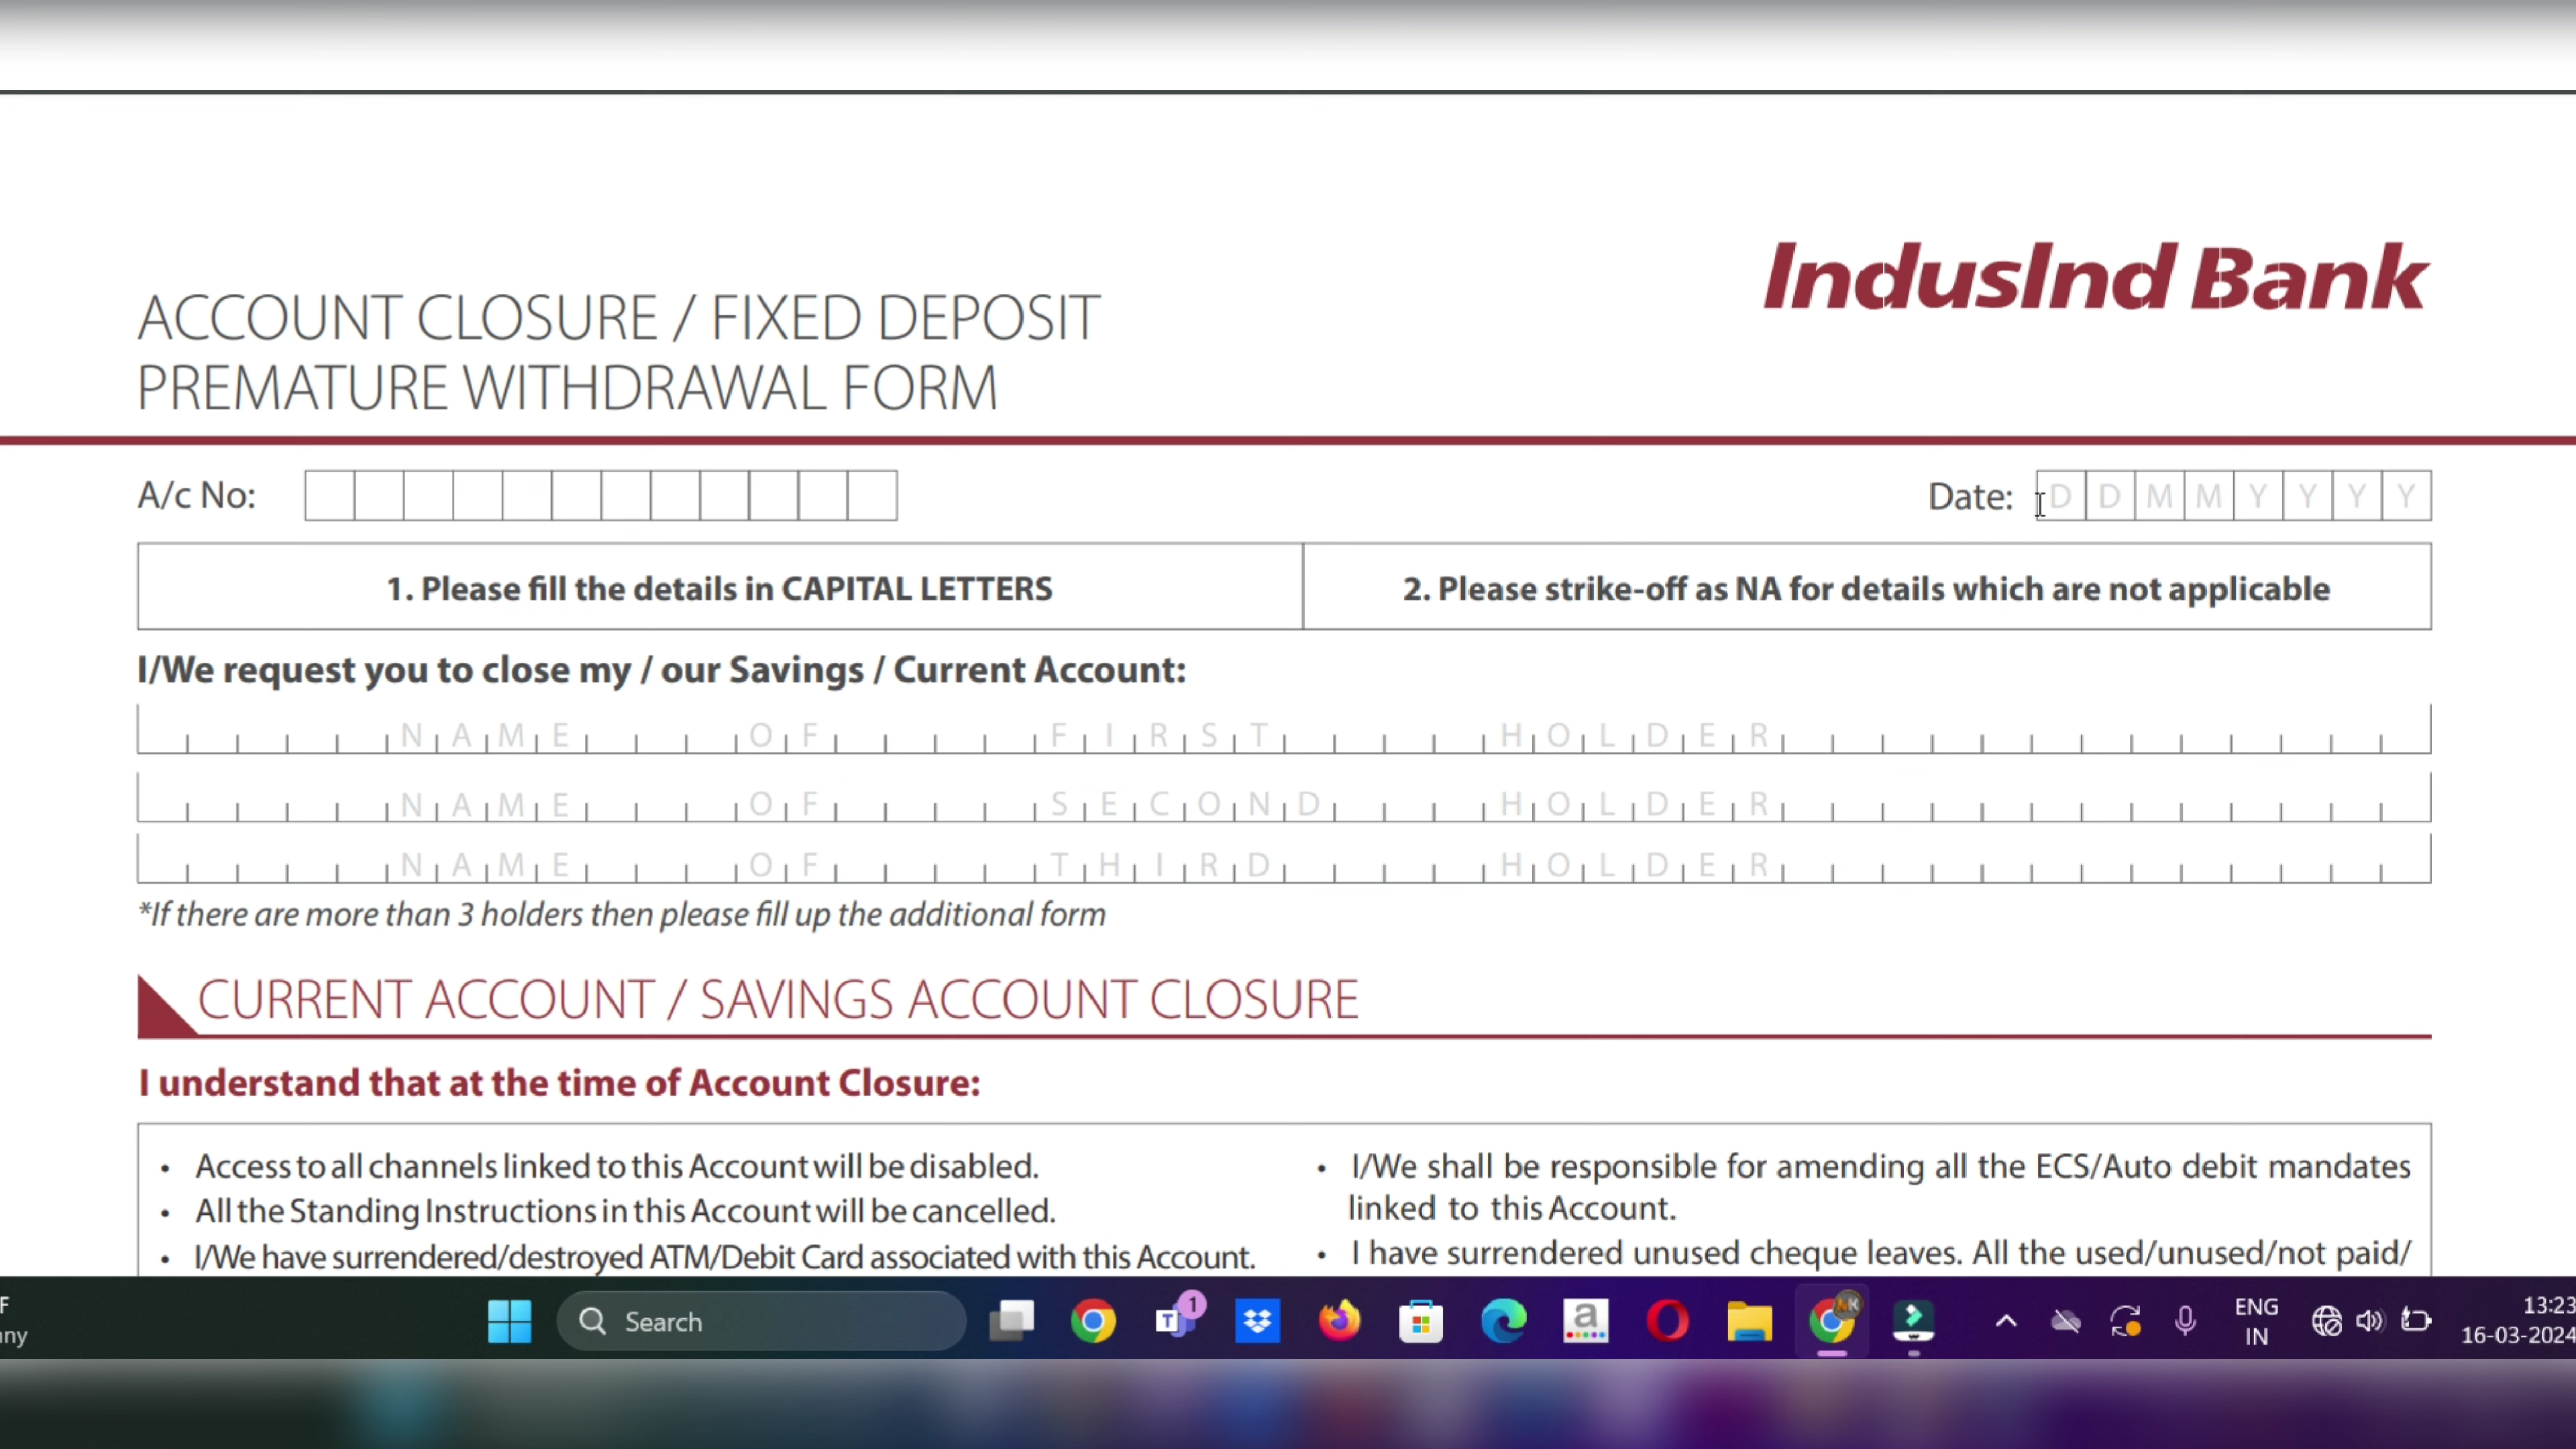 IndusInd Bank
ACCOUNT CLOSURE / FIXED DEPOSIT
PREMATURE WITHDRAWAL FORM
A/c No:
Date: D D M M Y Y Y Y
1. Please fill the details in CAPITAL LETTERS
2. Please strike-off as NA for details which are not applicable
I/We request you to close my / our Savings / Current Account:
NAME OF FIRST HOLDER
NAME OF SECOND HOLDER
NAME OF THIRD HOLDER
*If there are more than 3 holders then please fill up the additional form
CURRENT ACCOUNT / SAVINGS ACCOUNT CLOSURE
I understand that at the time of Account Closure:
• Access to all channels linked to this Account will be disabled.
• All the Standing Instructions in this Account will be cancelled.
• I/We have surrendered/destroyed ATM/Debit Card associated with this Account.
• I/We shall be responsible for amending all the ECS/Auto debit mandates
linked to this Account.
• I have surrendered unused cheque leaves. All the used/unused/not paid/
Search
1
a
MK
ENG
IN
13:23
16-03-2024